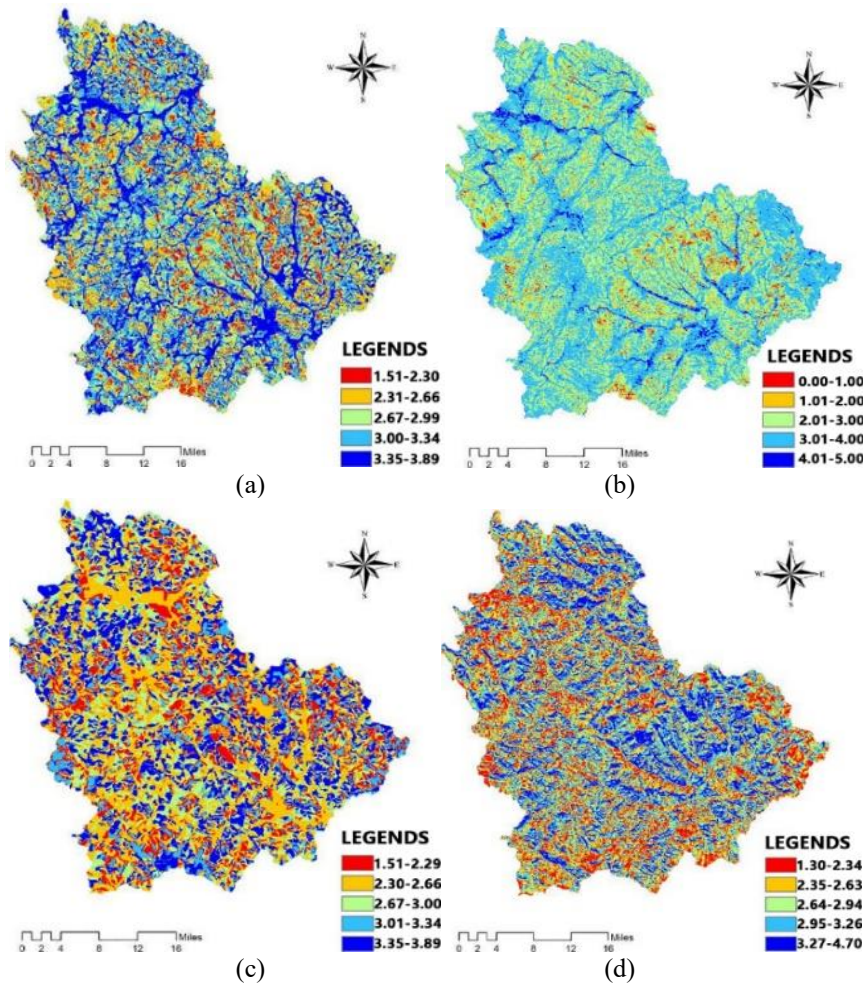 N
W E
S
LEGENDS
1.51-2.30
2.31-2.66
2.67-2.99
3.00-3.34
3.35-3.89
Miles
0 1 2 4 8 12 16
(a)
N
W E
S
LEGENDS
0.00-1.00
1.01-2.00
2.01-3.00
3.01-4.00
4.01-5.00
Miles
0 2 4 8 12 16
(b)
N
W E
S
LEGENDS
1.51-2.29
2.30-2.66
2.67-3.00
3.01-3.34
3.35-3.89
Miles
0 2 4 8 12 16
(c)
N
W E
S
LEGENDS
1.30-2.34
2.35-2.63
2.64-2.94
2.95-3.26
3.27-4.70
Miles
0 2 4 8 12 16
(d)